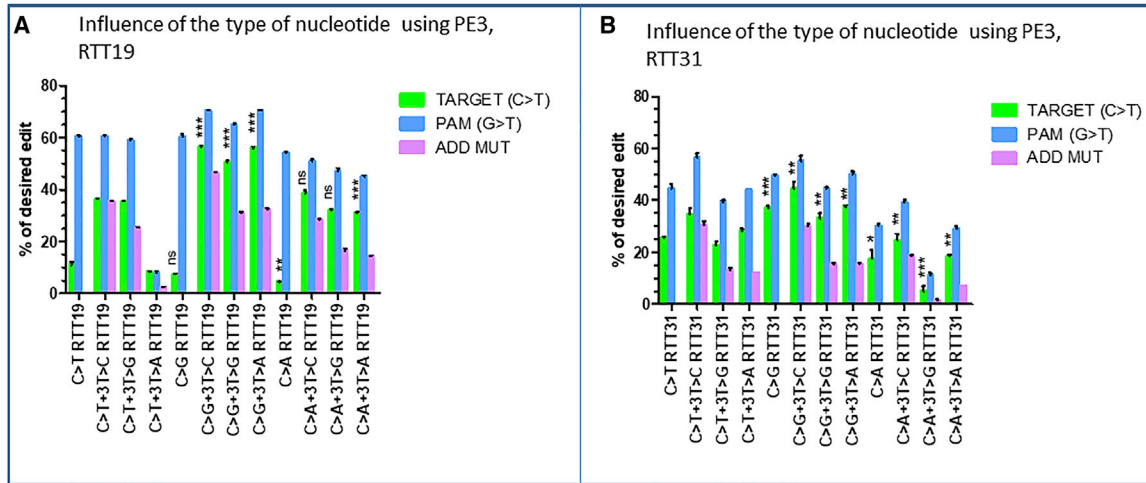 A
Influence of the type of nucleotide using PE3,
RTT19
% of desired edit
80
60
40
20
0
TARGET (C>T)
PAM (G>T)
ADD MUT
ns
***
***
***
**
ns
ns
***
C>T RTT19
C>T+3T>C RTT19
C>T+3T>G RTT19
C>T+3T>A RTT19
C>G RTT19
C>G+3T>C RTT19
C>G+3T>G RTT19
C>G+3T>A RTT19
C>A RTT19
C>A+3T>C RTT19
C>A+3T>G RTT19
C>A+3T>A RTT19
B
Influence of the type of nucleotide using PE3,
RTT31
% of desired edit
80
60
40
20
0
TARGET (C>T)
PAM (G>T)
ADD MUT
***
**
**
**
*
**
***
**
C>T RTT31
C>T+3T>C RTT31
C>T+3T>G RTT31
C>T+3T>A RTT31
C>G RTT31
C>G+3T>C RTT31
C>G+3T>G RTT31
C>G+3T>A RTT31
C>A RTT31
C>A+3T>C RTT31
C>A+3T>G RTT31
C>A+3T>A RTT31